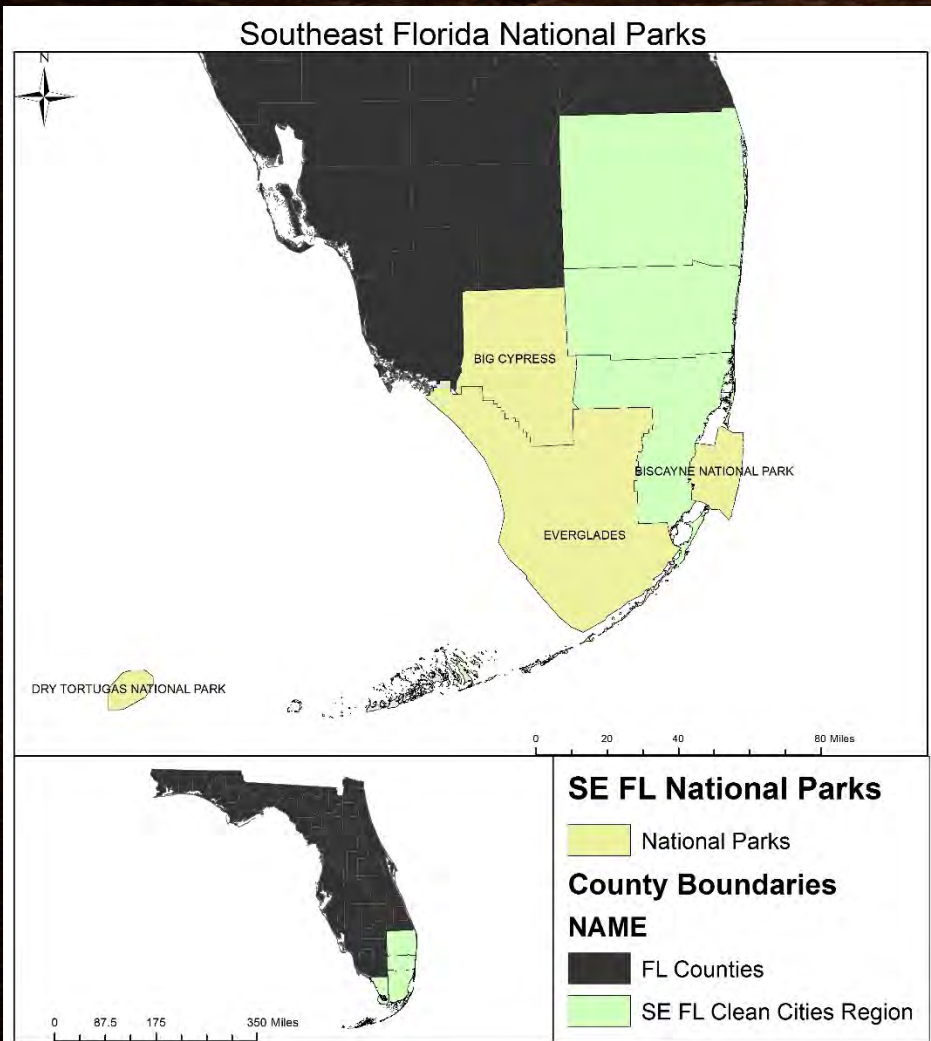 Southeast Florida National Parks
N
BIG CYPRESS
BISCAYNE NATIONAL PARK
EVERGLADES
DRY TORTUGAS NATIONAL PARK
0 20 40 80 Miles
0 87.5 175 350 Miles
SE FL National Parks
National Parks
County Boundaries
NAME
FL Counties
SE FL Clean Cities Region